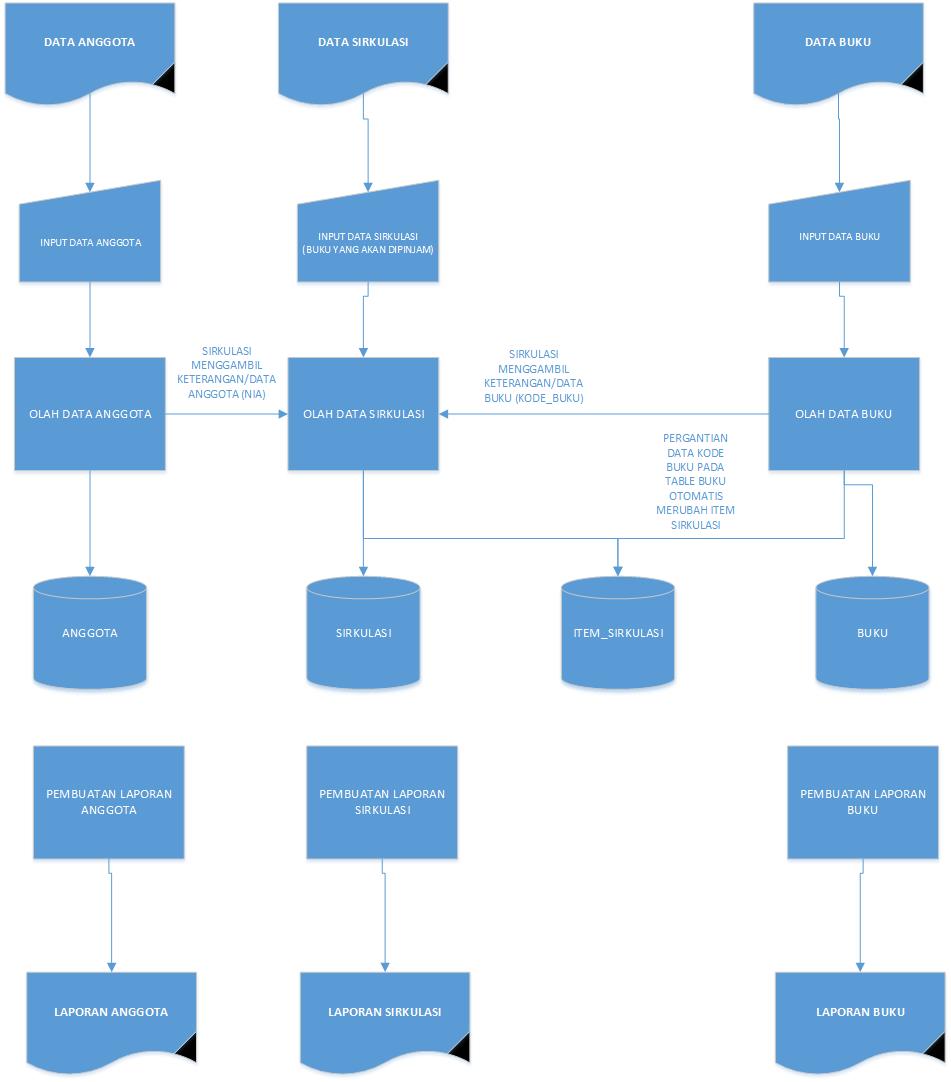 DATA ANGGOTA
DATA SIRKULASI
DATA BUKU
INPUT DATA ANGGOTA
INPUT DATA SIRKULASI
(BUKU YANG AKAN DIPINJAM)
INPUT DATA BUKU
SIRKULASI
MENGGAMBIL
KETERANGAN/DATA
ANGGOTA (NIA)
SIRKULASI
MENGGAMBIL
KETERANGAN/DATA
BUKU (KODE_BUKU)
OLAH DATA ANGGOTA
OLAH DATA SIRKULASI
OLAH DATA BUKU
PERGANTIAN
DATA KODE
BUKU PADA
TABLE BUKU
OTOMATIS
MERUBAH ITEM
SIRKULASI
ANGGOTA
SIRKULASI
ITEM_SIRKULASI
BUKU
PEMBUATAN LAPORAN
ANGGOTA
PEMBUATAN LAPORAN
SIRKULASI
PEMBUATAN LAPORAN
BUKU
LAPORAN ANGGOTA
LAPORAN SIRKULASI
LAPORAN BUKU